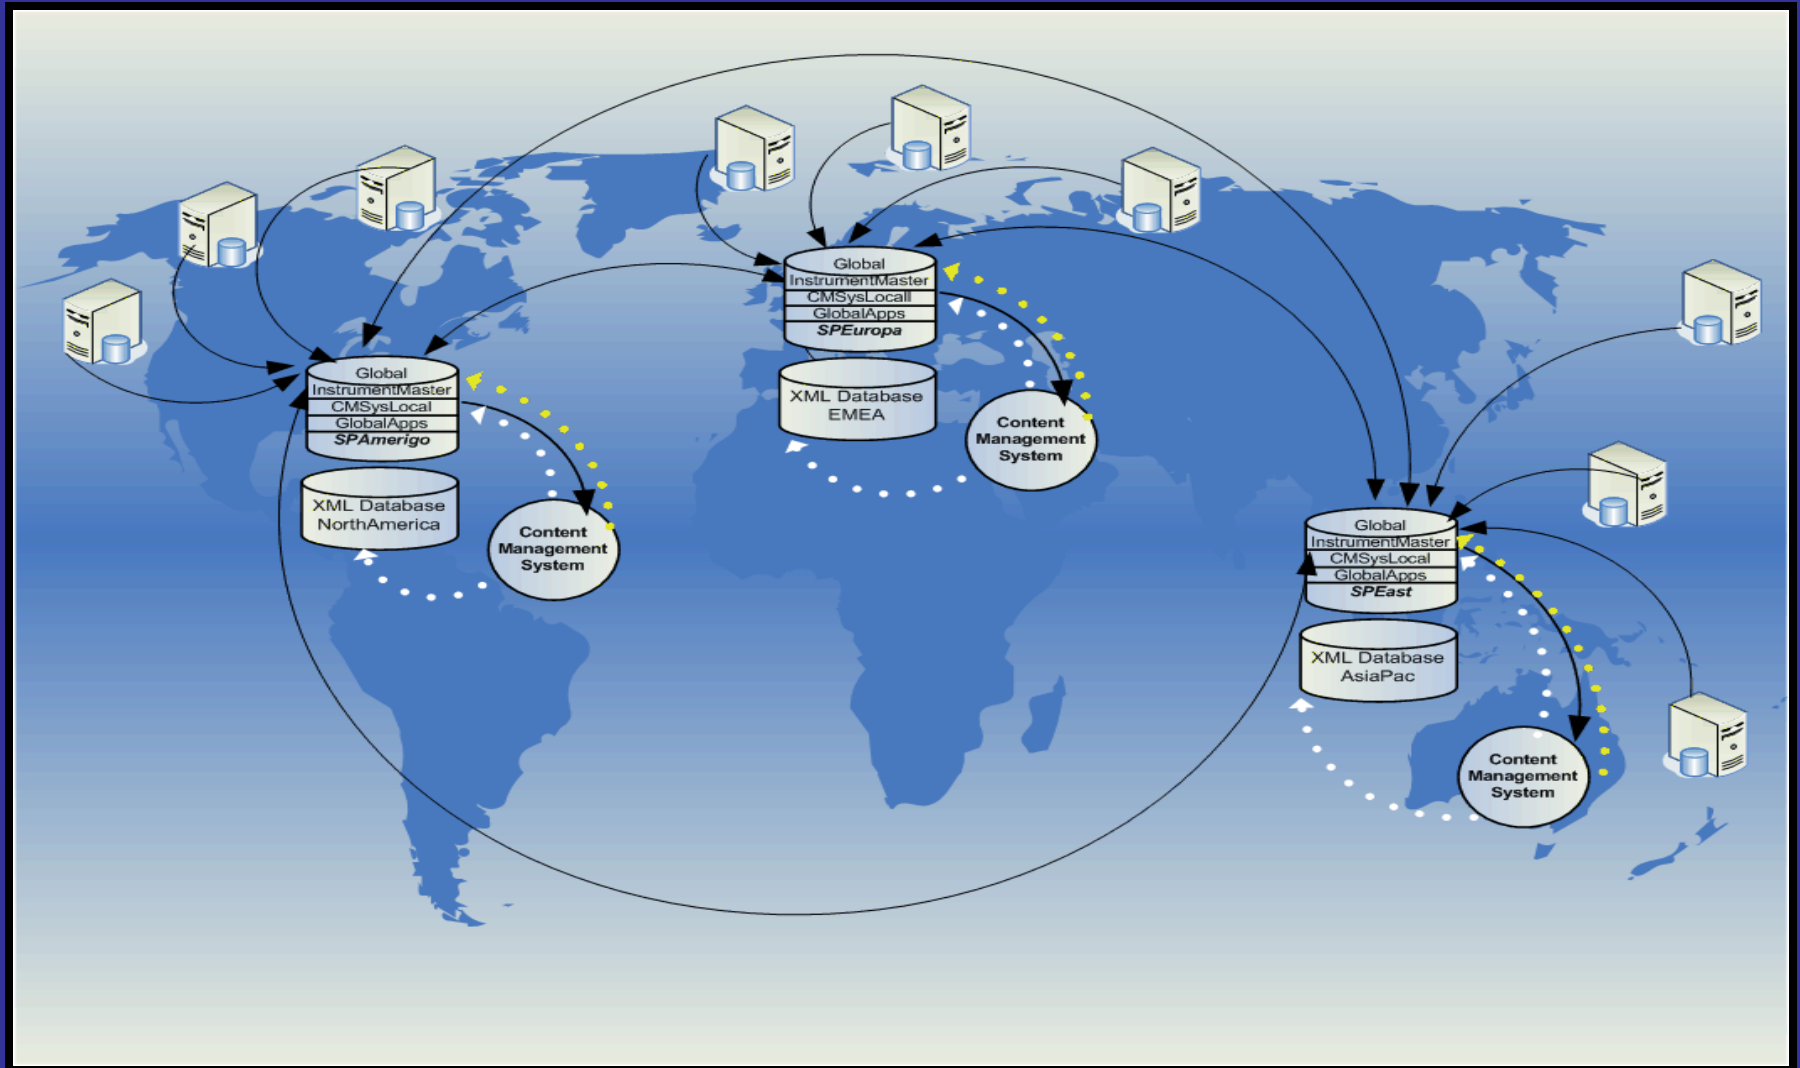 Global
InstrumentMaster
CMSysLocall
GlobalApps
SPEuropa
XML Database
EMEA
Content
Management
System
Global
InstrumentMaster
CMSysLocal
GlobalApps
SPAmerigo
XML Database
NorthAmerica
Content
Management
System
Global
InstrumentMaster
CMSysLocal
GlobalApps
SPEast
XML Database
AsiaPac
Content
Management
System